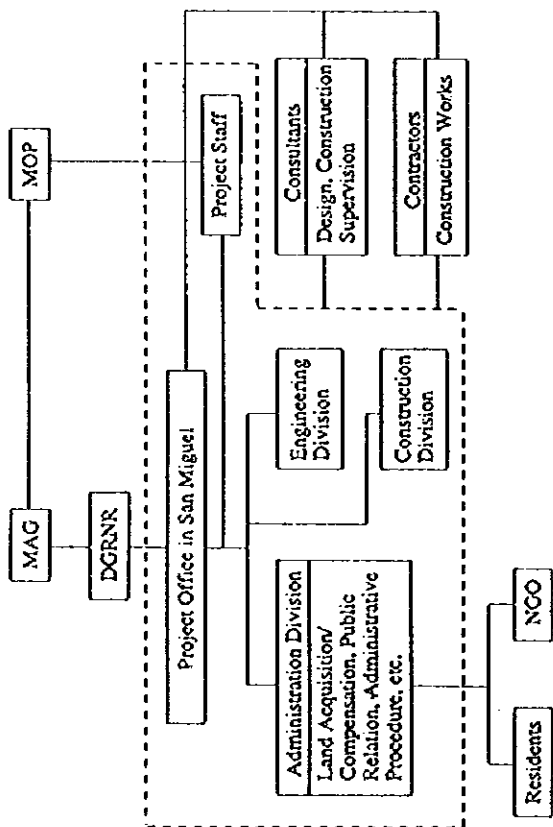 MAG
MOP
DGRNR
Project Office in San Miguel
Project Staff
Administration Division
Land Acquisition/
Compensation, Public
Relation, Administrative
Procedure, etc.
Engineering
Division
Construction
Division
Consultants
Design, Construction
Supervision
Contractors
Construction Works
Residents
NGO